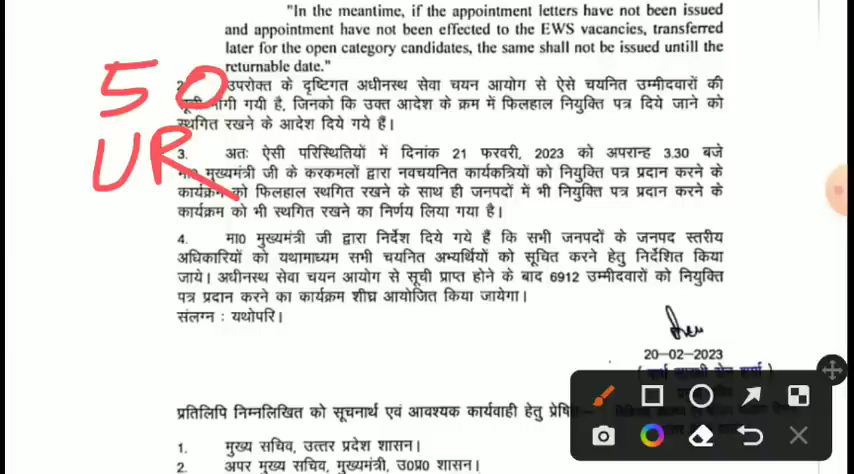 "In the meantime, if the appointment letters have not been issued
and appointment have not been effected to the EWS vacancies, transferred
later for the open category candidates, the same shall not be issued untill the
returnable date."
50
2. उपरोक्त के दृष्टिगत अधीनस्थ सेवा चयन आयोग से ऐसे चयनित उम्मीदवारों की
मांगी गयी है, जिनको कि उक्त आदेश के क्रम में फिलहाल नियुक्ति पत्र दिये जाने को
स्थगित रखने के आदेश दिये गये हैं।
UR
3. अतः ऐसी परिस्थितियों में दिनांक 21 फरवरी, 2023 को अपरान्ह 3.30 बजे
मा0 मुख्यमंत्री जी के करकमलों द्वारा नवचयनित कार्यकत्रियों को नियुक्ति पत्र प्रदान करने के
कार्यक्रम को फिलहाल स्थगित रखने के साथ ही जनपदों में भी नियुक्ति पत्र प्रदान करने के
कार्यक्रम को भी स्थगित रखने का निर्णय लिया गया है।
4. मा0 मुख्यमंत्री जी द्वारा निर्देश दिये गये हैं कि सभी जनपदों के जनपद स्तरीय
अधिकारियों को यथामाध्यम सभी चयनित अभ्यर्थियों को सूचित करने हेतु निर्देशित किया
जाये। अधीनस्थ सेवा चयन आयोग से सूची प्राप्त होने के बाद 6912 उम्मीदवारों को नियुक्ति
पत्र प्रदान करने का कार्यक्रम शीघ्र आयोजित किया जायेगा।
संलग्न : यथोपरि।
20-02-2023
प्रतिलिपि निम्नलिखित को सूचनार्थ एवं आवश्यक कार्यवाही हेतु
1. मुख्य सचिव, उत्तर प्रदेश शासन।
2. अपर मुख्य सचिव, मुख्यमंत्री, उ0प्र0 शासन।